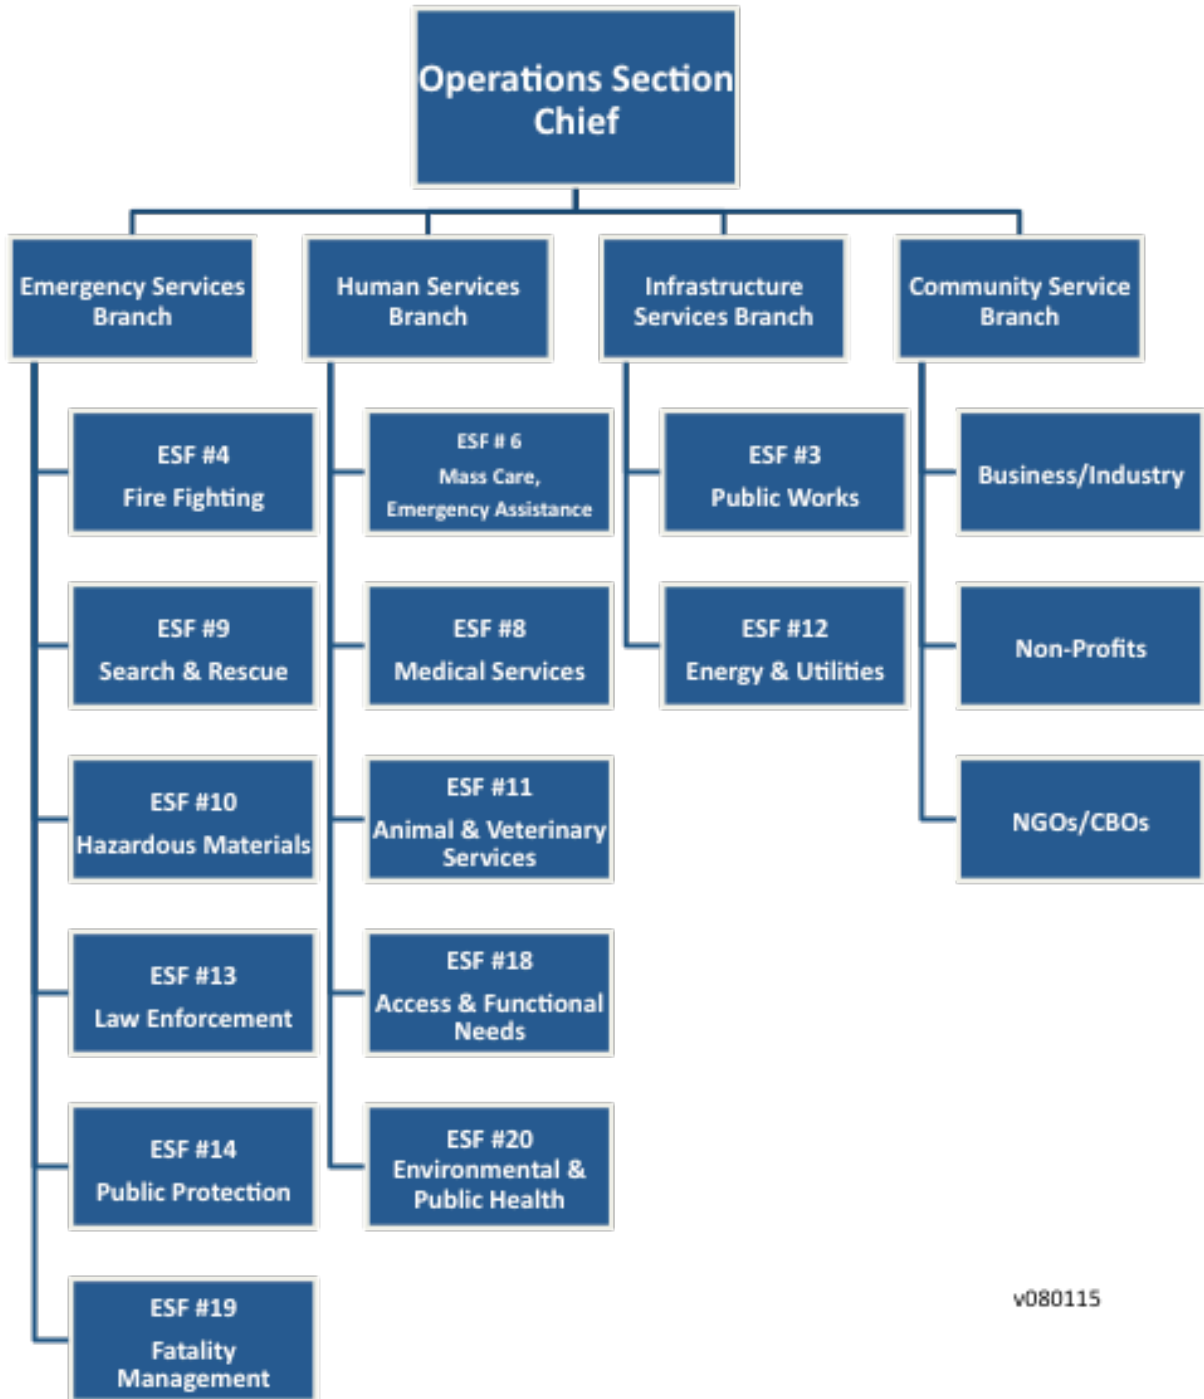 Operations Section
Chief
Emergency Services
Branch
Human Services
Branch
Infrastructure
Services Branch
Community Service
Branch
ESF #4
Fire Fighting
ESF #9
Search & Rescue
ESF #10
Hazardous Materials
ESF #13
Law Enforcement
ESF #14
Public Protection
ESF #19
Fatality
Management
ESF # 6
Mass Care,
Emergency Assistance
ESF #8
Medical Services
ESF #11
Animal & Veterinary
Services
ESF #18
Access & Functional
Needs
ESF #20
Environmental &
Public Health
ESF #3
Public Works
ESF #12
Energy & Utilities
Business/Industry
Non-Profits
NGOs/CBOs
v080115